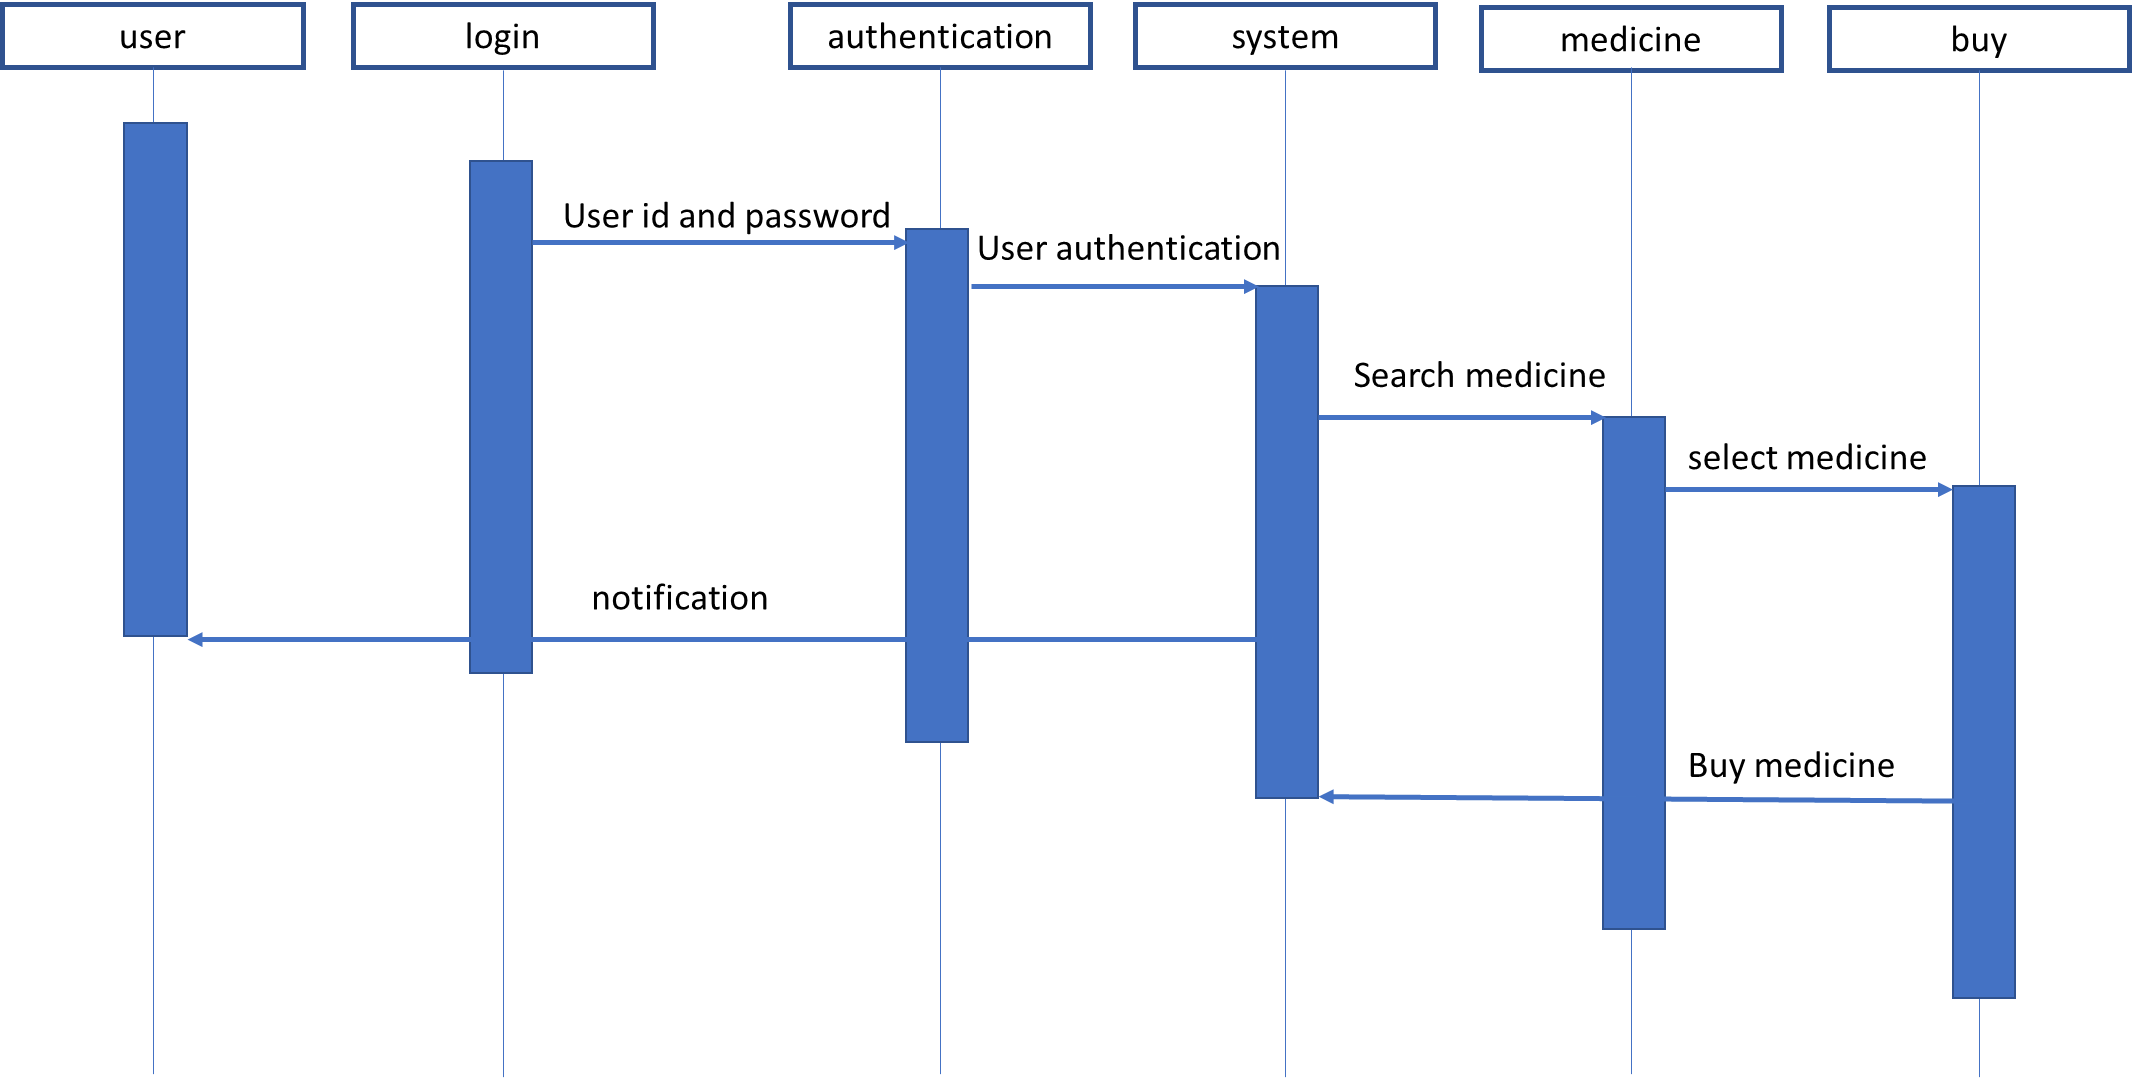 user
login
authentication
system
medicine
buy
User id and password
User authentication
Search medicine
select medicine
notification
Buy medicine